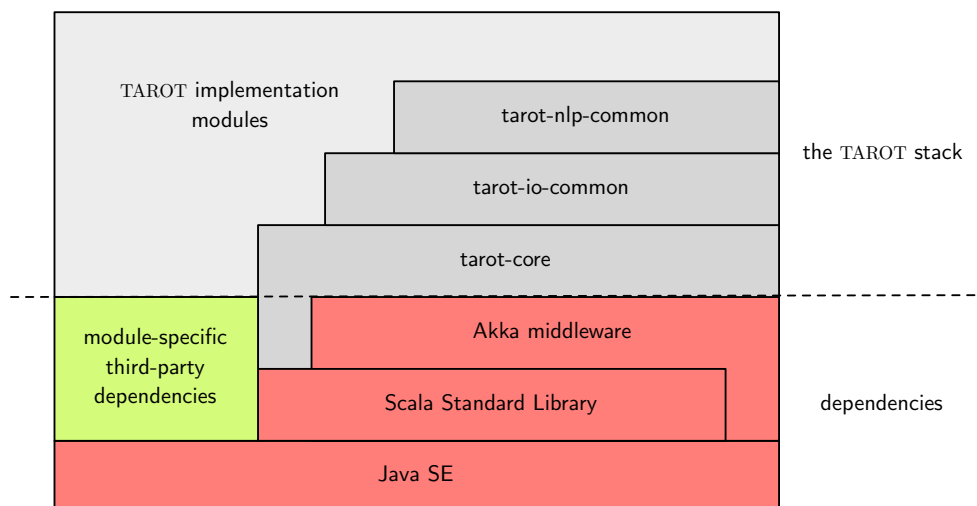 TAROT implementation
modules
tarot-nlp-common
the TAROT stack
tarot-io-common
tarot-core
module-specific
third-party
dependencies
Akka middleware
Scala Standard Library
dependencies
Java SE